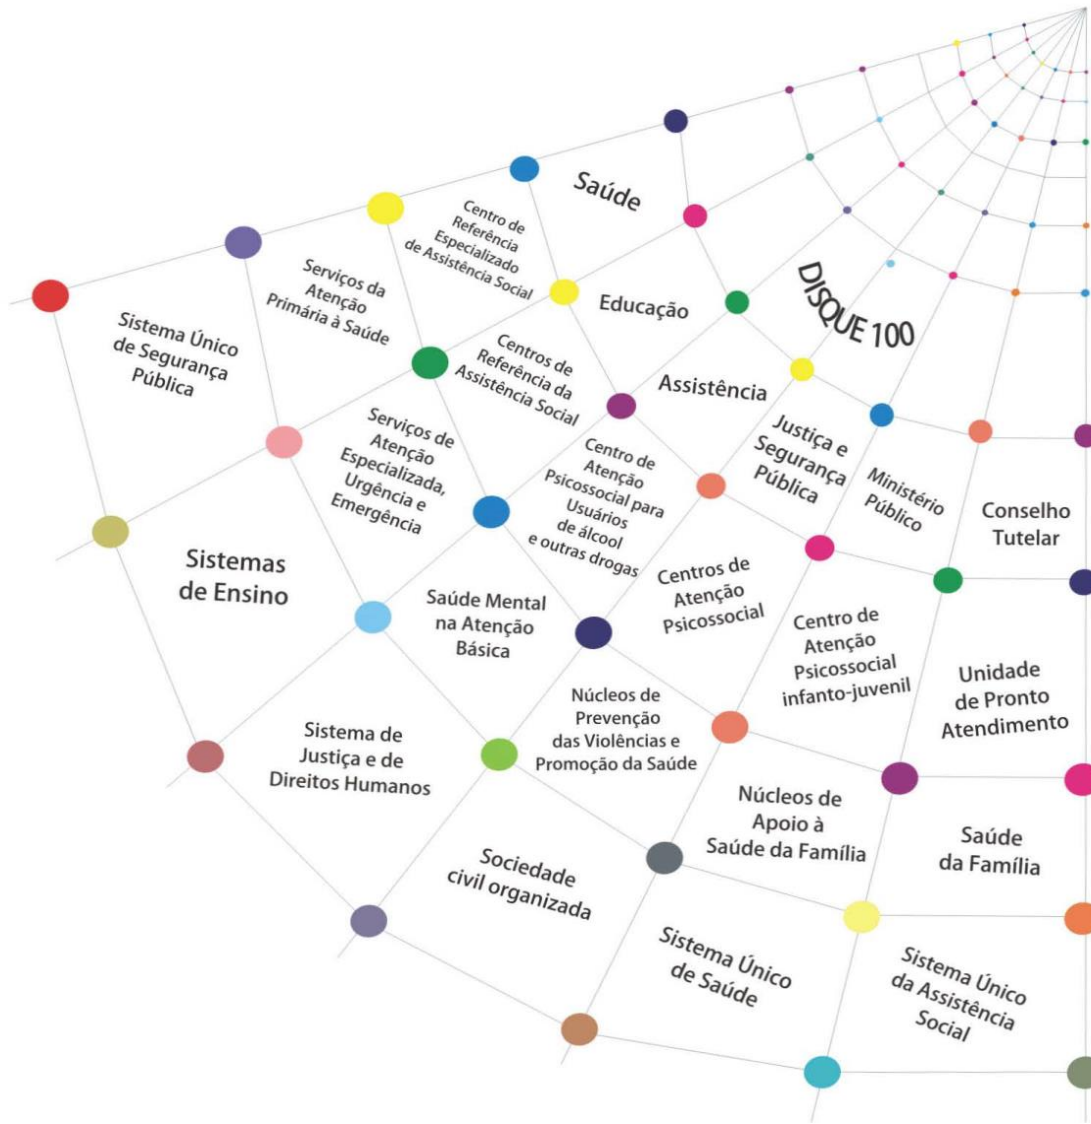 Saúde
Centro de
Referência
Especializado
de Assistência Social
Serviços da
Atenção
Primária à Saúde
Sistema Único
de Segurança
Pública
Educação
DISQUE 100
Centros de
Referência da
Assistência Social
Assistência
Serviços de
Atenção
Especializada,
Urgência e
Emergência
Centro de
Atenção
Psicossocial para
Usuários
de álcool
e outras drogas
Justiça e
Segurança
Pública
Ministério
Público
Conselho
Tutelar
Sistemas
de Ensino
Saúde Mental
na Atenção
Básica
Centros de
Atenção
Psicossocial
Centro de
Atenção
Psicossocial
infanto-juvenil
Unidade
de Pronto
Atendimento
Sistema de
Justiça e de
Direitos Humanos
Núcleos de
Prevenção
das Violências e
Promoção da Saúde
Núcleos de
Apoio à
Saúde da Família
Saúde
da Família
Sociedade
civil organizada
Sistema Único
de Saúde
Sistema Único
da Assistência
Social